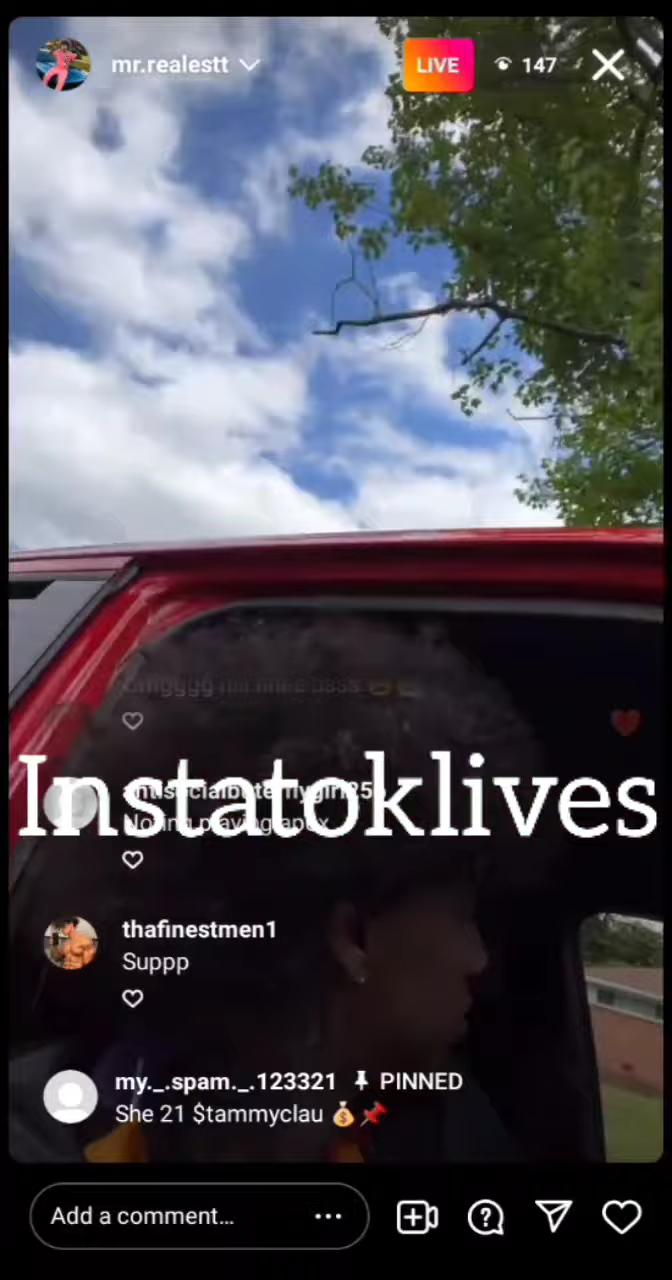 mr.realestt
LIVE
147
Instatoklives
thafinestmen1
Suppp
my._.spam._.123321 PINNED
She 21 $tammyclau 💰📌
Add a comment...